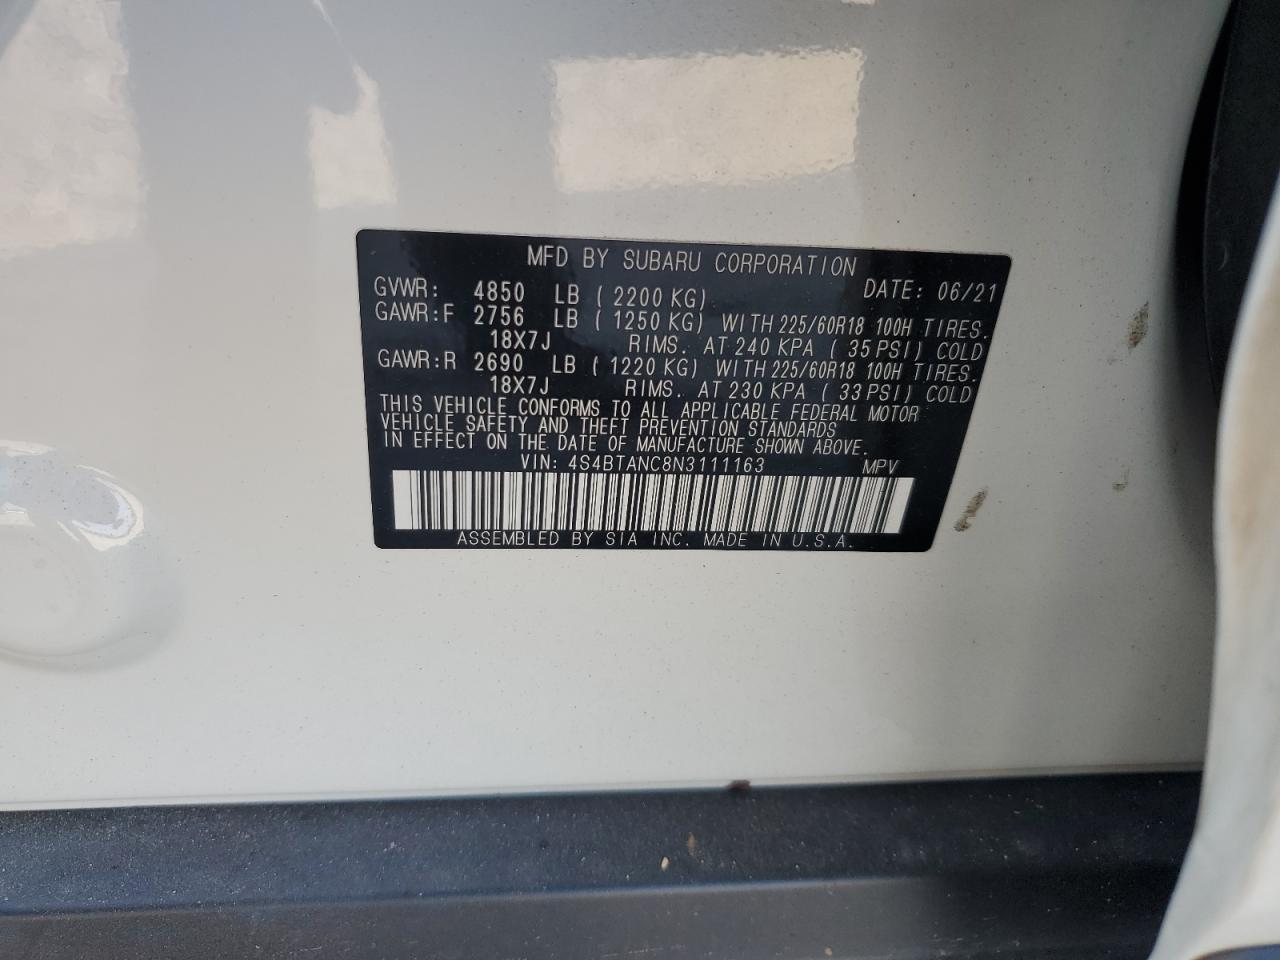 MFD BY SUBARU CORPORATION
GVWR: 4850 LB ( 2200 KG) DATE: 06/21
GAWR:F 2756 LB ( 1250 KG) WITH 225/60R18 100H TIRES.
18X7J RIMS. AT 240 KPA ( 35 PSI) COLD
GAWR:R 2690 LB ( 1220 KG) WITH 225/60R18 100H TIRES.
18X7J RIMS. AT 230 KPA ( 33 PSI) COLD
THIS VEHICLE CONFORMS TO ALL APPLICABLE FEDERAL MOTOR
VEHICLE SAFETY AND THEFT PREVENTION STANDARDS
IN EFFECT ON THE DATE OF MANUFACTURE SHOWN ABOVE.
VIN: 4S4BTANC8N3111163 MPV
ASSEMBLED BY SIA INC. MADE IN U.S.A.